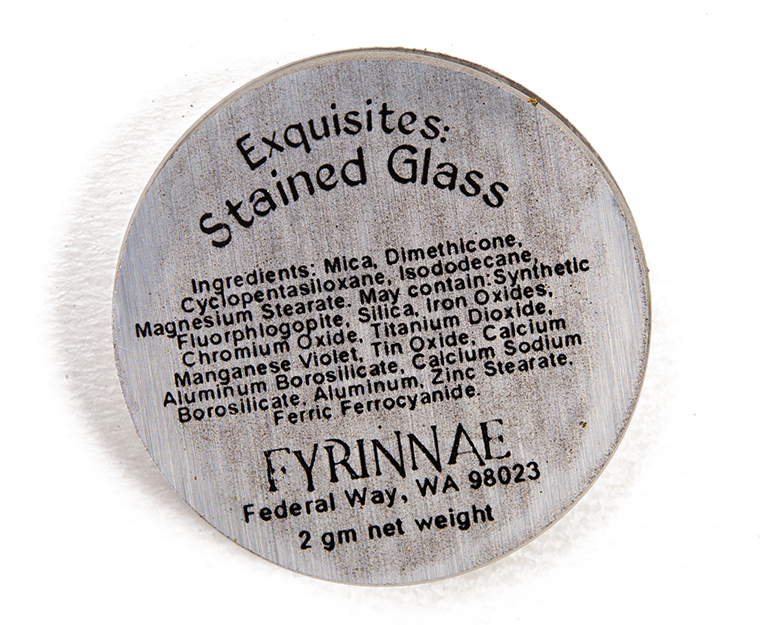 Exquisites:
Stained Glass
Ingredients: Mica, Dimethicone,
Cyclopentasiloxane, Isododecane,
Magnesium Stearate. May contain:Synthetic
Fluorphlogopite, Silica, Iron Oxides,
Chromium Oxide, Titanium Dioxide,
Manganese Violet, Tin Oxide, Calcium
Aluminum Borosilicate, Calcium Sodium
Borosilicate, Aluminum, Zinc Stearate,
Ferric Ferrocyanide.
FYRINNAE
Federal Way, WA 98023
2 gm net weight